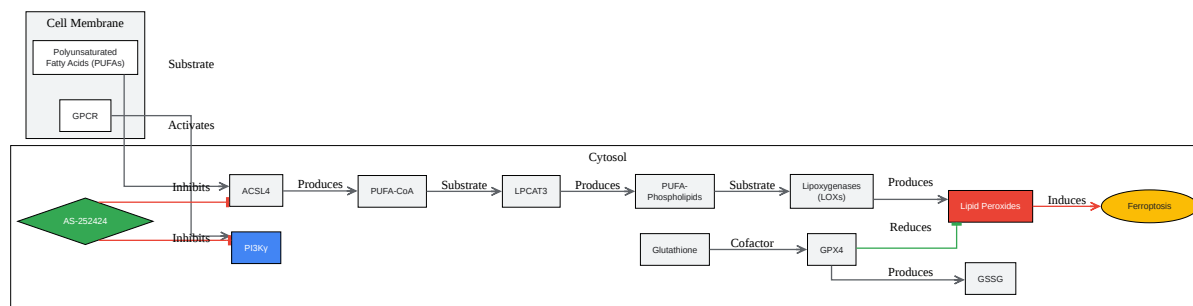 Cell Membrane
Polyunsaturated
Fatty Acids (PUFAs)
Substrate
GPCR
Activates
Cytosol
Inhibits
ACSL4
Produces
PUFA-CoA
Substrate
LPCAT3
Produces
PUFA-
Phospholipids
Substrate
Lipoxygenases
(LOXs)
Produces
Lipid Peroxides
Induces
Ferroptosis
AS-252424
Inhibits
PI3Kγ
Glutathione
Cofactor
GPX4
Reduces
Produces
GSSG